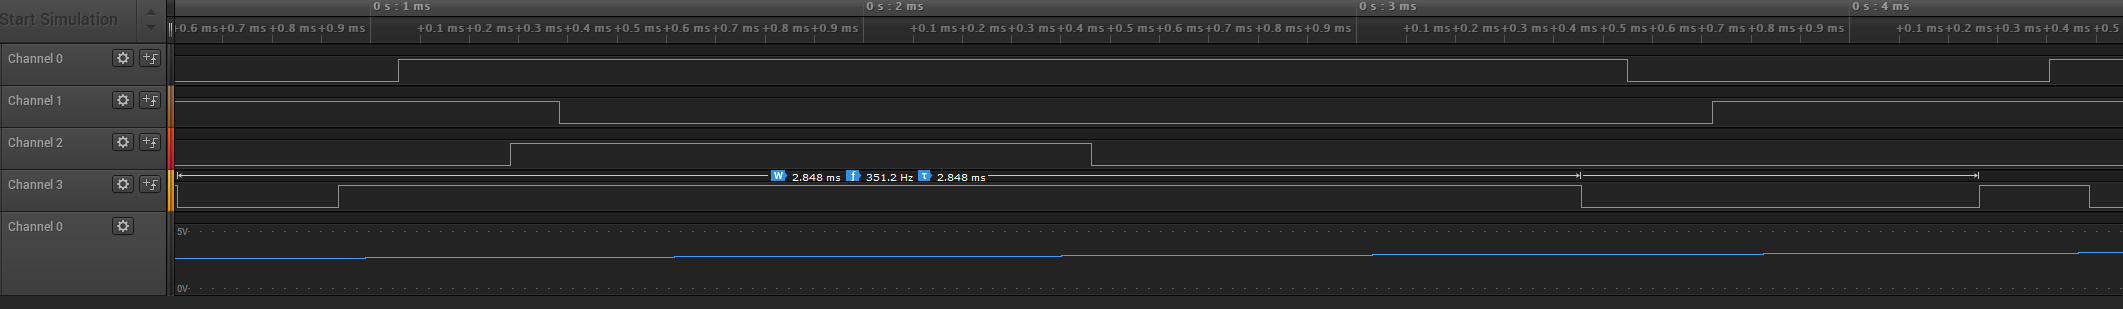 Start Simulation
0 s : 1 ms 0 s : 2 ms 0 s : 3 ms 0 s : 4 ms
+0.6 ms +0.7 ms +0.8 ms +0.9 ms +0.1 ms +0.2 ms +0.3 ms +0.4 ms +0.5 ms +0.6 ms +0.7 ms +0.8 ms +0.9 ms +0.1 ms +0.2 ms +0.3 ms +0.4 ms +0.5 ms +0.6 ms +0.7 ms +0.8 ms +0.9 ms +0.1 ms +0.2 ms +0.3 ms +0.4 ms +0.5 ms +0.6 ms +0.7 ms +0.8 ms +0.9 ms +0.1 ms +0.2 ms +0.3 ms +0.4 ms +0.5
Channel 0
Channel 1
Channel 2
W 2.848 ms f 351.2 Hz τ 2.848 ms
Channel 3
Channel 0
5V
0V